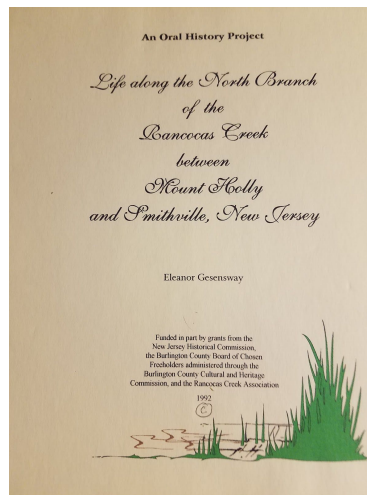 An Oral History Project
Life along the North Branch
of the
Rancocas Creek
between
Mount Holly
and Smithville, New Jersey
Eleanor Gesensway
Funded in part by grants from the
New Jersey Historical Commission,
the Burlington County Board of Chosen
Freeholders administered through the
Burlington County Cultural and Heritage
Commission, and the Rancocas Creek Association
1992
C